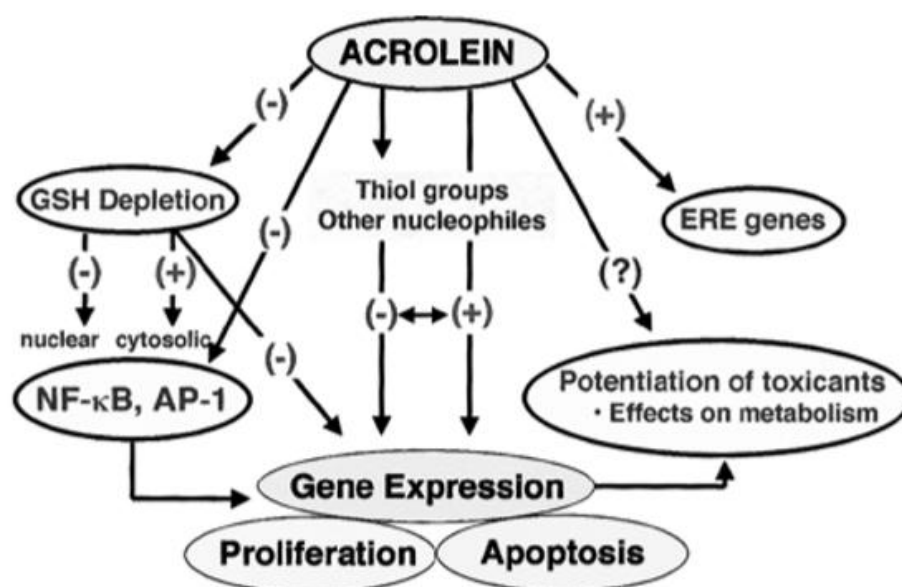 ACROLEIN
(-)
(+)
GSH Depletion
Thiol groups
Other nucleophiles
ERE genes
(-)
(+)
(-)
(?)
nuclear cytosolic
(-)
(-)
(+)
NF-κB, AP-1
Potentiation of toxicants
· Effects on metabolism
Gene Expression
Proliferation
Apoptosis